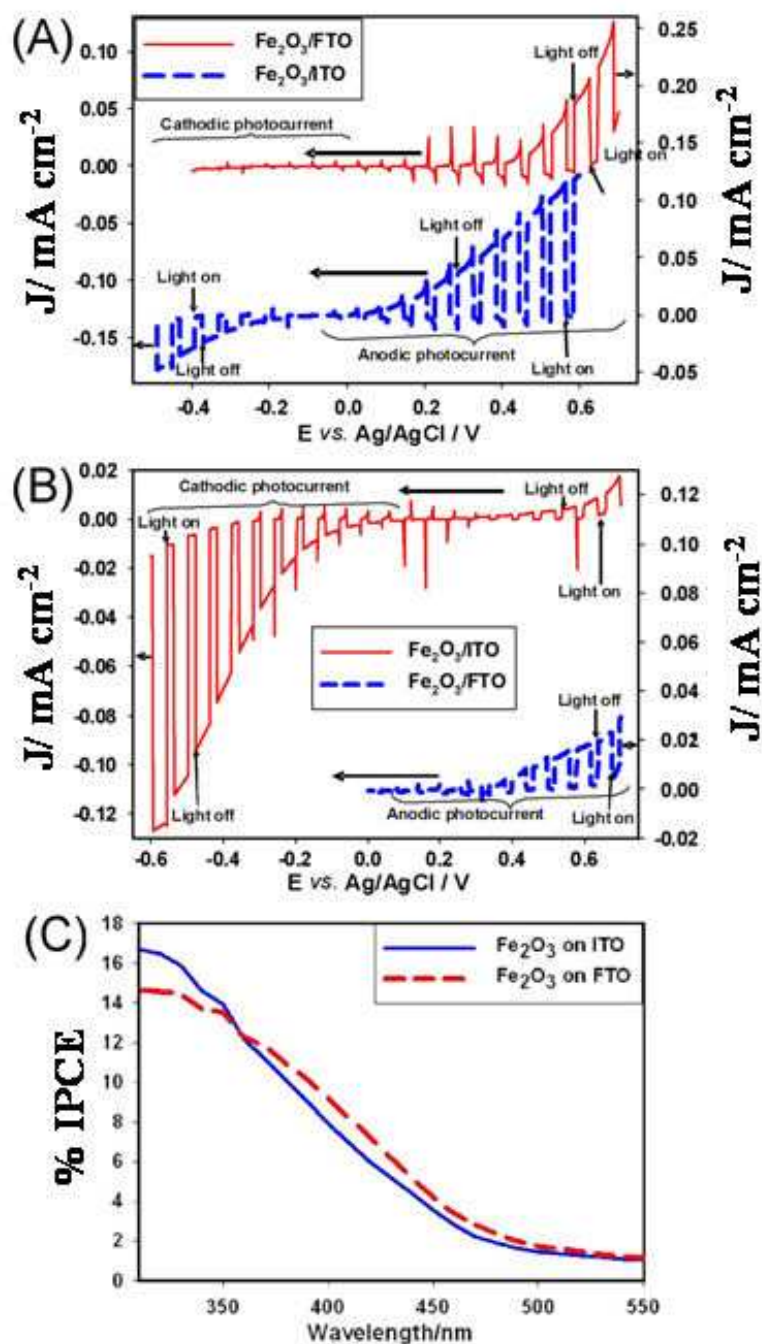 (A)
Fe₂O₃/FTO
Fe₂O₃/ITO
Light off
Cathodic photocurrent
Light on
Light off
Light on
Light off
Anodic photocurrent
Light on
J/ mA cm⁻²
0.10
0.05
0.00
-0.05
-0.10
-0.15
J/ mA cm⁻²
0.25
0.20
0.15
0.10
0.05
0.00
-0.05
-0.4 -0.2 0.0 0.2 0.4 0.6
E vs. Ag/AgCl / V
(B)
Cathodic photocurrent
Light on
Light off
Light on
Fe₂O₃/ITO
Fe₂O₃/FTO
Light off
Light off
Anodic photocurrent
Light on
J/ mA cm⁻²
0.02
0.00
-0.02
-0.04
-0.06
-0.08
-0.10
-0.12
J/ mA cm⁻²
0.12
0.10
0.08
0.06
0.04
0.02
0.00
-0.02
-0.6 -0.4 -0.2 0.0 0.2 0.4 0.6
E vs. Ag/AgCl / V
(C)
Fe₂O₃ on ITO
Fe₂O₃ on FTO
% IPCE
18
16
14
12
10
8
6
4
2
0
350 400 450 500 550
Wavelength/nm